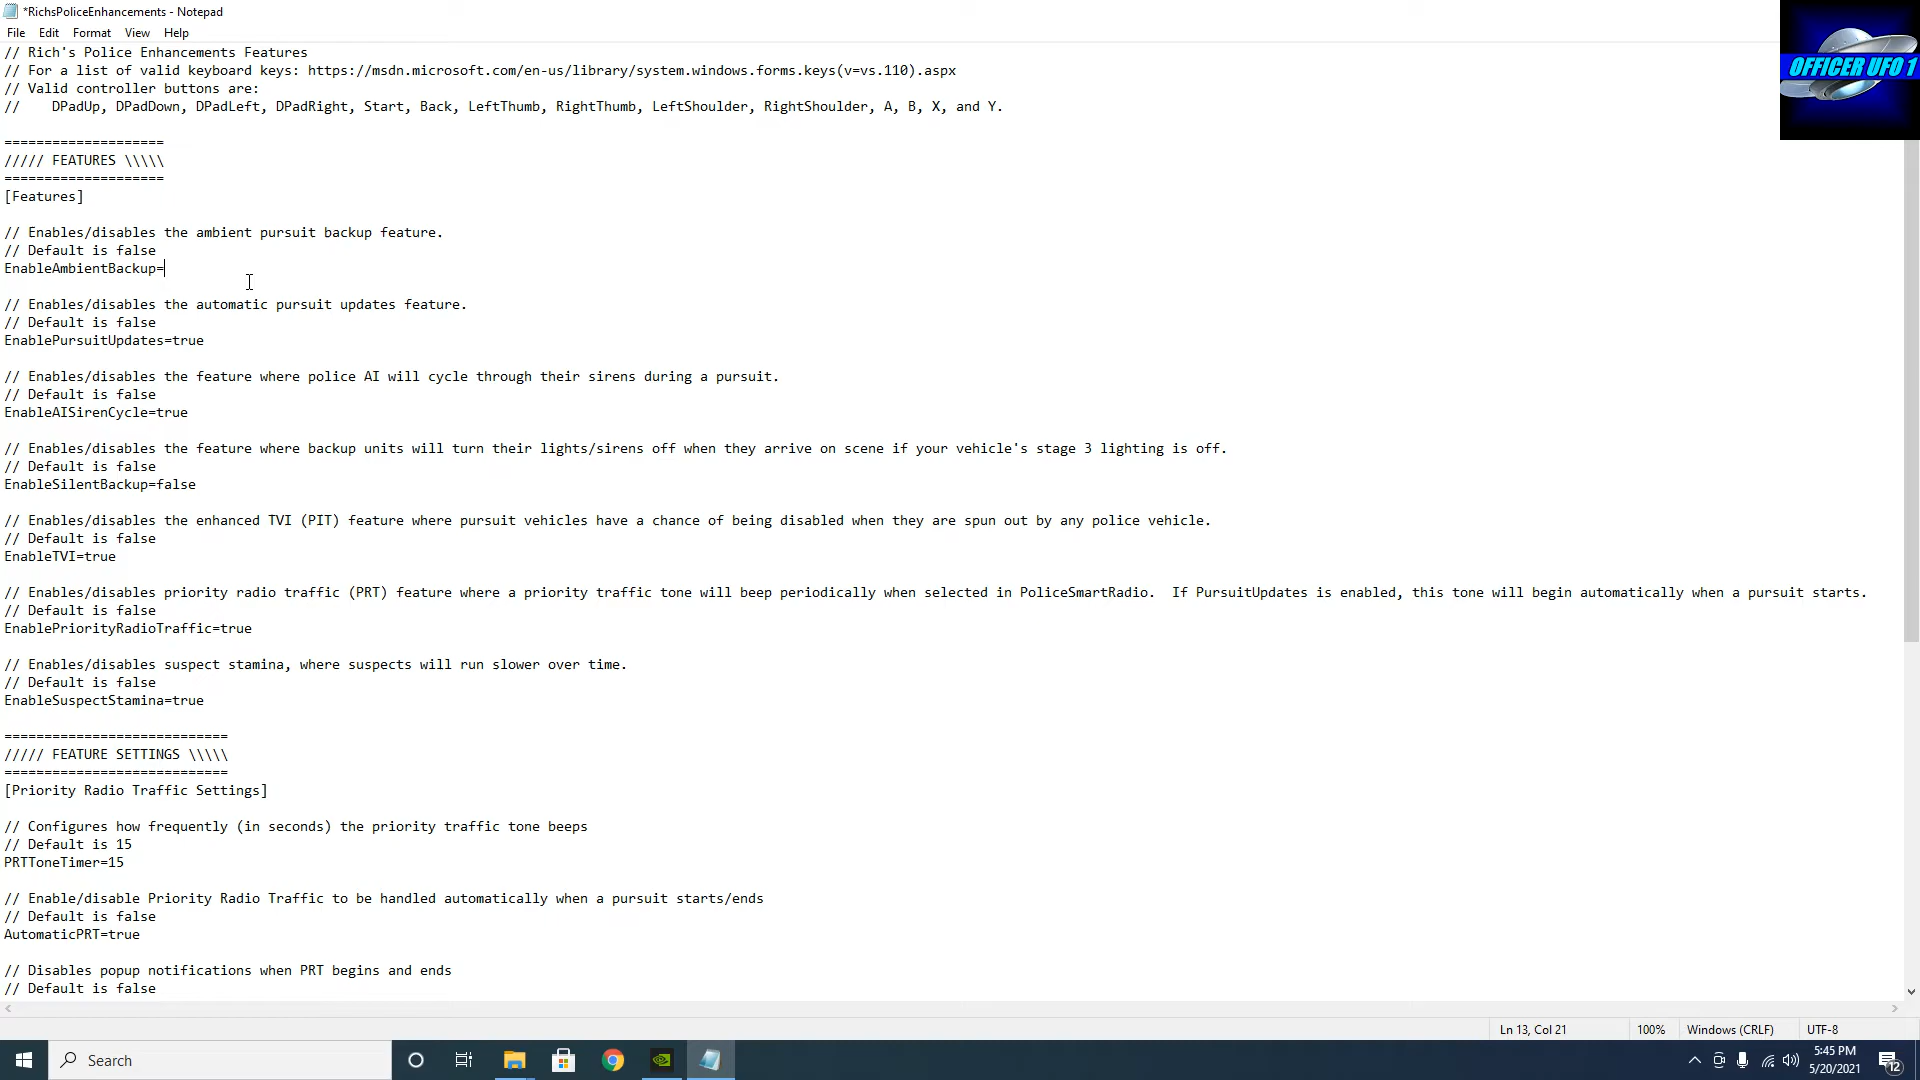 *RichsPoliceEnhancements - Notepad
File Edit Format View Help
// Rich's Police Enhancements Features
// For a list of valid keyboard keys: https://msdn.microsoft.com/en-us/library/system.windows.forms.keys(v=vs.110).aspx
// Valid controller buttons are:
//    DPadUp, DPadDown, DPadLeft, DPadRight, Start, Back, LeftThumb, RightThumb, LeftShoulder, RightShoulder, A, B, X, and Y.
OFFICER UFO 1
====================
///// FEATURES \\\\\
====================
[Features]
// Enables/disables the ambient pursuit backup feature.
// Default is false
EnableAmbientBackup=
// Enables/disables the automatic pursuit updates feature.
// Default is false
EnablePursuitUpdates=true
// Enables/disables the feature where police AI will cycle through their sirens during a pursuit.
// Default is false
EnableAISirenCycle=true
// Enables/disables the feature where backup units will turn their lights/sirens off when they arrive on scene if your vehicle's stage 3 lighting is off.
// Default is false
EnableSilentBackup=false
// Enables/disables the enhanced TVI (PIT) feature where pursuit vehicles have a chance of being disabled when they are spun out by any police vehicle.
// Default is false
EnableTVI=true
// Enables/disables priority radio traffic (PRT) feature where a priority traffic tone will beep periodically when selected in PoliceSmartRadio.  If PursuitUpdates is enabled, this tone will begin automatically when a pursuit starts.
// Default is false
EnablePriorityRadioTraffic=true
// Enables/disables suspect stamina, where suspects will run slower over time.
// Default is false
EnableSuspectStamina=true
============================
///// FEATURE SETTINGS \\\\\
============================
[Priority Radio Traffic Settings]
// Configures how frequently (in seconds) the priority traffic tone beeps
// Default is 15
PRTToneTimer=15
// Enable/disable Priority Radio Traffic to be handled automatically when a pursuit starts/ends
// Default is false
AutomaticPRT=true
// Disables popup notifications when PRT begins and ends
// Default is false
Ln 13, Col 21 100% Windows (CRLF) UTF-8
Search
5:45 PM
5/20/2021
12